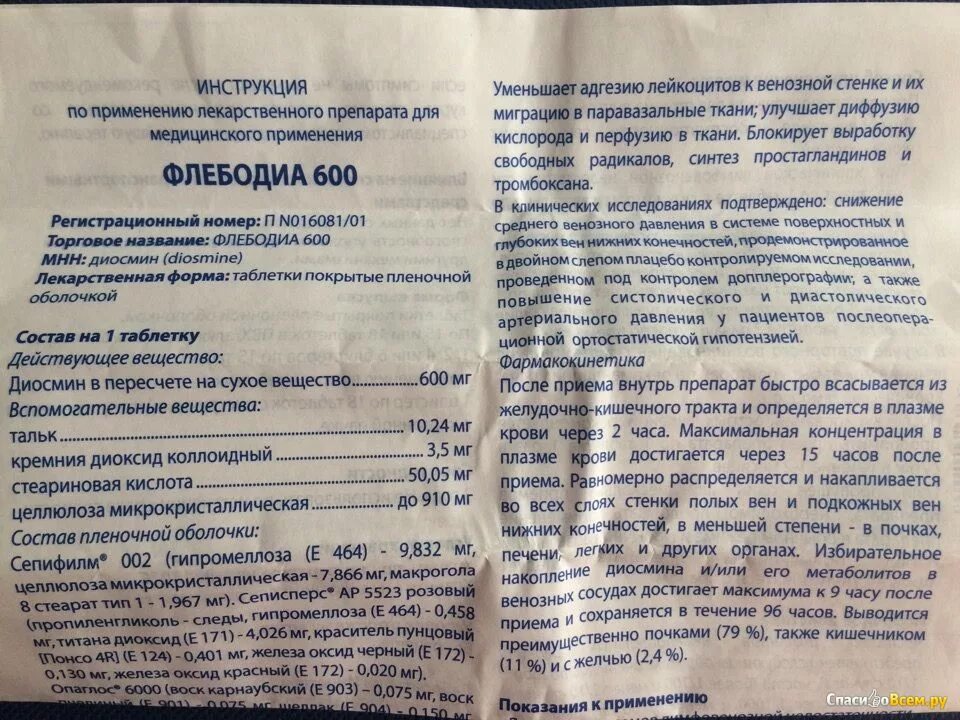 ИНСТРУКЦИЯ
по применению лекарственного препарата для
медицинского применения
ФЛЕБОДИА 600
Регистрационный номер: П N016081/01
Торговое название: ФЛЕБОДИА 600
МНН: диосмин (diosmine)
Лекарственная форма: таблетки покрытые пленочной
оболочкой
Состав на 1 таблетку
Действующее вещество:
Диосмин в пересчете на сухое вещество................600 мг
Вспомогательные вещества:
тальк ................................................................ 10,24 мг
кремния диоксид коллоидный ........................... 3,5 мг
стеариновая кислота ........................................ 50,05 мг
целлюлоза микрокристаллическая ................ до 910 мг
Состав пленочной оболочки:
Сепифилм® 002 (гипромеллоза (Е 464) - 9,832 мг,
целлюлоза микрокристаллическая - 7,866 мг, макрогола
8 стеарат тип 1 - 1,967 мг). Сеписперс® АР 5523 розовый
(пропиленгликоль - следы, гипромеллоза (Е 464) - 0,458
мг, титана диоксид (Е 171) - 4,026 мг, краситель пунцовый
[Понсо 4R] (Е 124) - 0,401 мг, железа оксид черный (Е 172) -
0,130 мг, железа оксид красный (Е 172) - 0,020 мг).
Опаглос® 6000 (воск карнаубский (Е 903) – 0,075 мг, воск
пчелиный (Е 901) - 0,075 мг, шеллак (Е 904) - 0,150 мг
Уменьшает адгезию лейкоцитов к венозной стенке и их
миграцию в паравазальные ткани; улучшает диффузию
кислорода и перфузию в ткани. Блокирует выработку
свободных радикалов, синтез простагландинов и
тромбоксана.
В клинических исследованиях подтверждено: снижение
среднего венозного давления в системе поверхностных и
глубоких вен нижних конечностей, продемонстрированное
в двойном слепом плацебо контролируемом исследовании,
проведенном под контролем допплерографии; а также
повышение систолического и диастолического
артериального давления у пациентов послеопера-
ционной ортостатической гипотензией.
Фармакокинетика
После приема внутрь препарат быстро всасывается из
желудочно-кишечного тракта и определяется в плазме
крови через 2 часа. Максимальная концентрация в
плазме крови достигается через 15 часов после
приема. Равномерно распределяется и накапливается
во всех слоях стенки полых вен и подкожных вен
нижних конечностей, в меньшей степени - в почках,
печени, легких и других органах. Избирательное
накопление диосмина и/или его метаболитов в
венозных сосудах достигает максимума к 9 часу после
приема и сохраняется в течение 96 часов. Выводится
преимущественно почками (79 %), также кишечником
(11 %) и с желчью (2,4 %).
Показания к применению
СпасибоВсем.ру